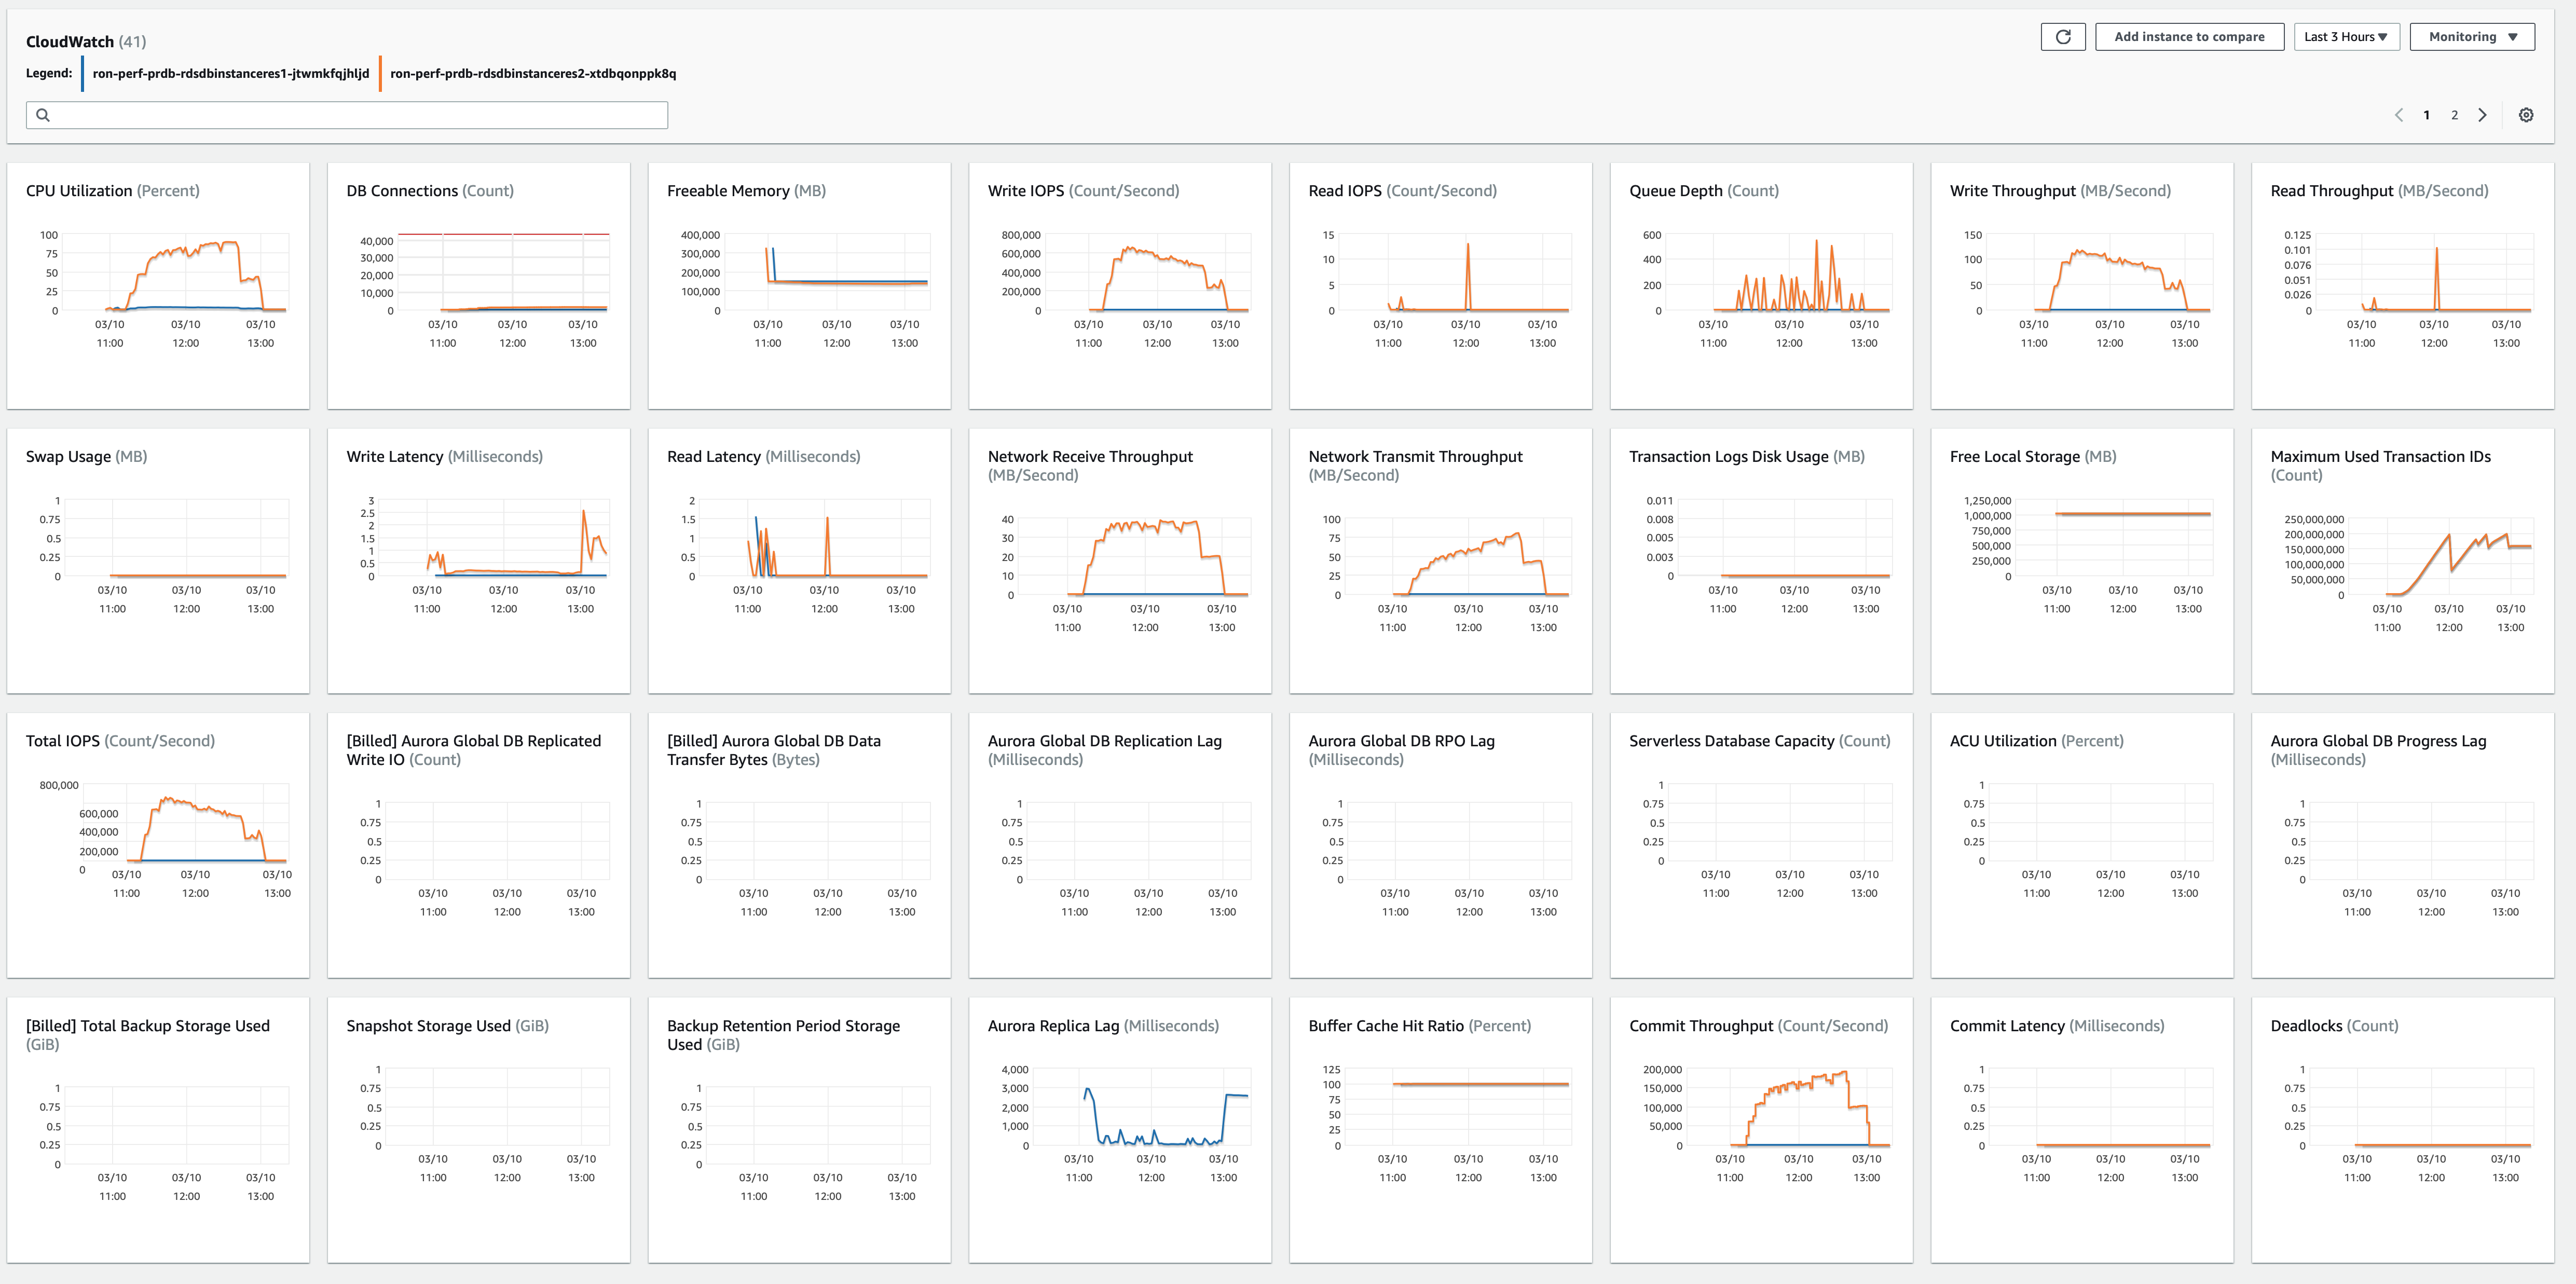 CloudWatch (41)
Add instance to compare
Last 3 Hours ▼
Monitoring ▼
Legend: ron-perf-prdb-rdsdbinstanceres1-jtwmkfqjhljd ron-perf-prdb-rdsdbinstanceres2-xtdbqonppk8q
1 2
CPU Utilization (Percent)
100
75
50
25
0
03/10 03/10 03/10
11:00 12:00 13:00
DB Connections (Count)
40,000
30,000
20,000
10,000
0
03/10 03/10 03/10
11:00 12:00 13:00
Freeable Memory (MB)
400,000
300,000
200,000
100,000
0
03/10 03/10 03/10
11:00 12:00 13:00
Write IOPS (Count/Second)
800,000
600,000
400,000
200,000
0
03/10 03/10 03/10
11:00 12:00 13:00
Read IOPS (Count/Second)
15
10
5
0
03/10 03/10 03/10
11:00 12:00 13:00
Queue Depth (Count)
600
400
200
0
03/10 03/10 03/10
11:00 12:00 13:00
Write Throughput (MB/Second)
150
100
50
0
03/10 03/10 03/10
11:00 12:00 13:00
Read Throughput (MB/Second)
0.125
0.101
0.076
0.051
0.026
0
03/10 03/10 03/10
11:00 12:00 13:00
Swap Usage (MB)
1
0.75
0.5
0.25
0
03/10 03/10 03/10
11:00 12:00 13:00
Write Latency (Milliseconds)
3
2.5
2
1.5
1
0.5
0
03/10 03/10 03/10
11:00 12:00 13:00
Read Latency (Milliseconds)
2
1.5
1
0.5
0
03/10 03/10 03/10
11:00 12:00 13:00
Network Receive Throughput
(MB/Second)
40
30
20
10
0
03/10 03/10 03/10
11:00 12:00 13:00
Network Transmit Throughput
(MB/Second)
100
75
50
25
0
03/10 03/10 03/10
11:00 12:00 13:00
Transaction Logs Disk Usage (MB)
0.011
0.008
0.005
0.003
0
03/10 03/10 03/10
11:00 12:00 13:00
Free Local Storage (MB)
1,250,000
1,000,000
750,000
500,000
250,000
0
03/10 03/10 03/10
11:00 12:00 13:00
Maximum Used Transaction IDs
(Count)
250,000,000
200,000,000
150,000,000
100,000,000
50,000,000
0
03/10 03/10 03/10
11:00 12:00 13:00
Total IOPS (Count/Second)
800,000
600,000
400,000
200,000
0
03/10 03/10 03/10
11:00 12:00 13:00
[Billed] Aurora Global DB Replicated
Write IO (Count)
1
0.75
0.5
0.25
0
03/10 03/10 03/10
11:00 12:00 13:00
[Billed] Aurora Global DB Data
Transfer Bytes (Bytes)
1
0.75
0.5
0.25
0
03/10 03/10 03/10
11:00 12:00 13:00
Aurora Global DB Replication Lag
(Milliseconds)
1
0.75
0.5
0.25
0
03/10 03/10 03/10
11:00 12:00 13:00
Aurora Global DB RPO Lag
(Milliseconds)
1
0.75
0.5
0.25
0
03/10 03/10 03/10
11:00 12:00 13:00
Serverless Database Capacity (Count)
1
0.75
0.5
0.25
0
03/10 03/10 03/10
11:00 12:00 13:00
ACU Utilization (Percent)
1
0.75
0.5
0.25
0
03/10 03/10 03/10
11:00 12:00 13:00
Aurora Global DB Progress Lag
(Milliseconds)
1
0.75
0.5
0.25
0
03/10 03/10 03/10
11:00 12:00 13:00
[Billed] Total Backup Storage Used
(GiB)
1
0.75
0.5
0.25
0
03/10 03/10 03/10
11:00 12:00 13:00
Snapshot Storage Used (GiB)
1
0.75
0.5
0.25
0
03/10 03/10 03/10
11:00 12:00 13:00
Backup Retention Period Storage
Used (GiB)
1
0.75
0.5
0.25
0
03/10 03/10 03/10
11:00 12:00 13:00
Aurora Replica Lag (Milliseconds)
4,000
3,000
2,000
1,000
0
03/10 03/10 03/10
11:00 12:00 13:00
Buffer Cache Hit Ratio (Percent)
125
100
75
50
25
0
03/10 03/10 03/10
11:00 12:00 13:00
Commit Throughput (Count/Second)
200,000
150,000
100,000
50,000
0
03/10 03/10 03/10
11:00 12:00 13:00
Commit Latency (Milliseconds)
1
0.75
0.5
0.25
0
03/10 03/10 03/10
11:00 12:00 13:00
Deadlocks (Count)
1
0.75
0.5
0.25
0
03/10 03/10 03/10
11:00 12:00 13:00